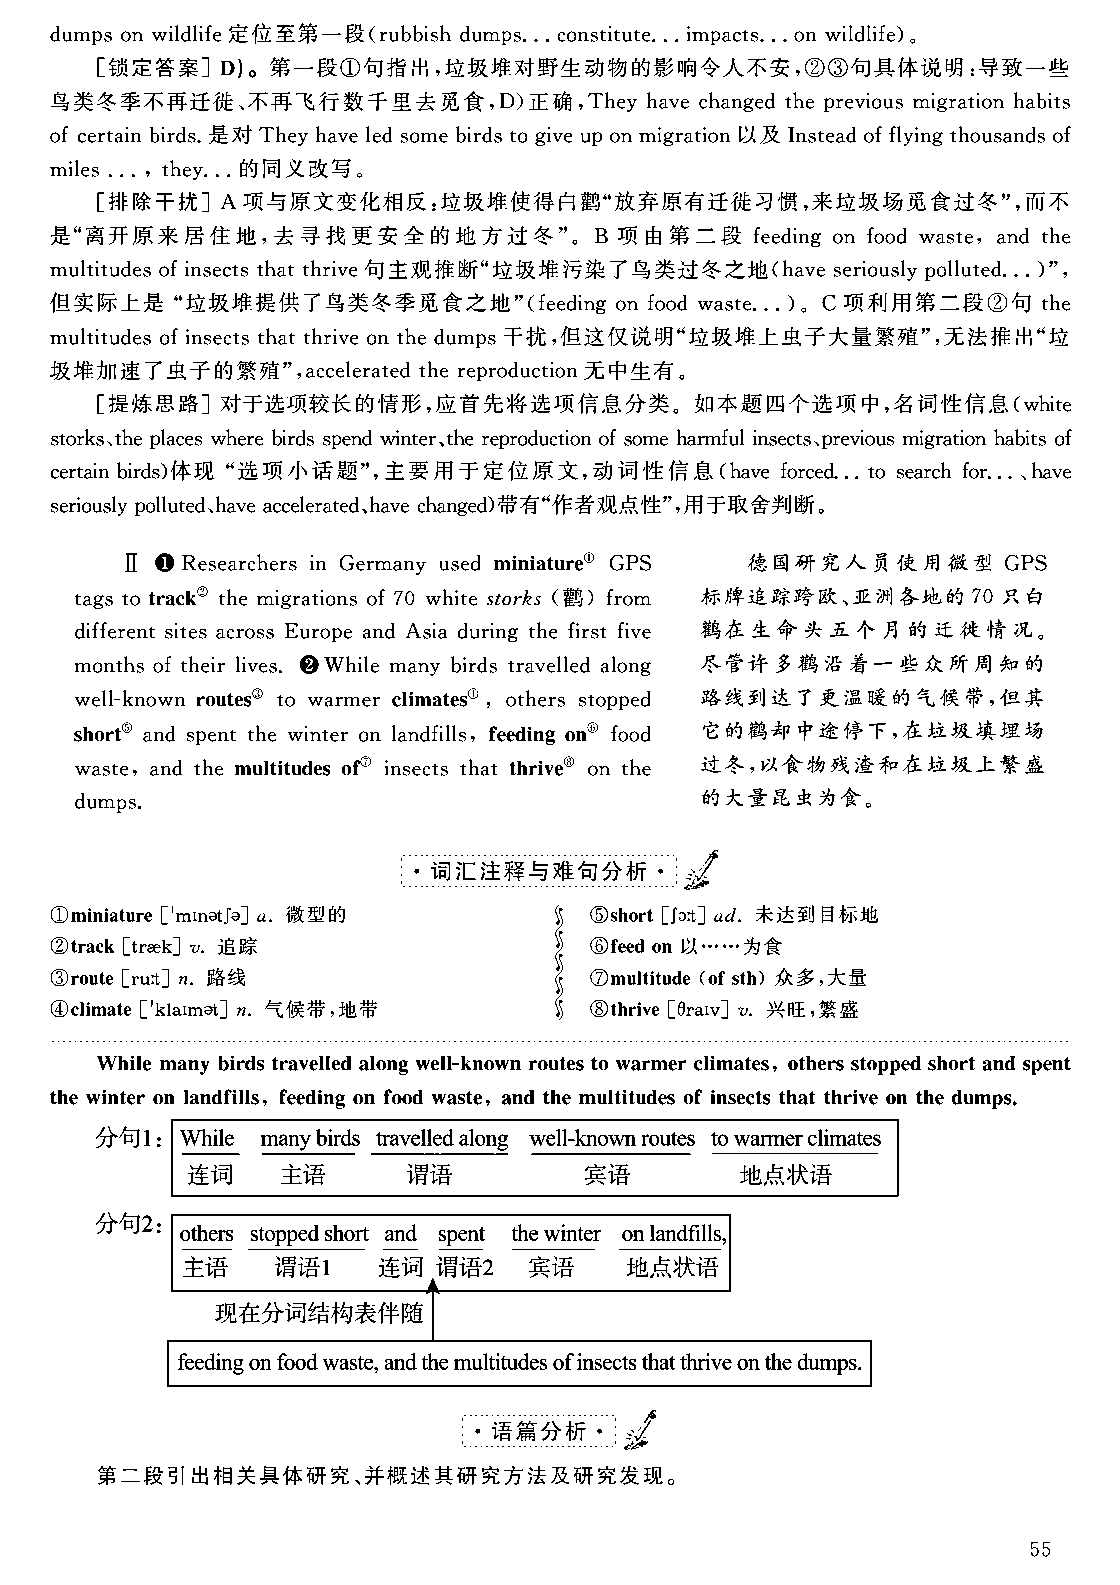 dumps on wildlife 定位至第一段(rubbish dumps... constitute... impacts... on wildlife)。
[锁定答案] D)。第一段①句指出,垃圾堆对野生动物的影响令人不安,②③句具体说明:导致一些
鸟类冬季不再迁徙、不再飞行数千里去觅食,D)正确,They have changed the previous migration habits
of certain birds. 是对 They have led some birds to give up on migration 以及 Instead of flying thousands of
miles ..., they... 的同义改写。
[排除干扰] A 项与原文变化相反:垃圾堆使得白鹳“放弃原有迁徙习惯,来垃圾场觅食过冬”,而不
是“离开原来居住地,去寻找更安全的地方过冬”。B 项由第二段 feeding on food waste, and the
multitudes of insects that thrive 句主观推断“垃圾堆污染了鸟类过冬之地(have seriously polluted...)”,
但实际上是 “垃圾堆提供了鸟类冬季觅食之地”(feeding on food waste...)。C 项利用第二段②句 the
multitudes of insects that thrive on the dumps 干扰,但这仅说明“垃圾堆上虫子大量繁殖”,无法推出“垃
圾堆加速了虫子的繁殖”,accelerated the reproduction 无中生有。
[提炼思路] 对于选项较长的情形,应首先将选项信息分类。如本题四个选项中,名词性信息(white
storks、the places where birds spend winter、the reproduction of some harmful insects、previous migration habits of
certain birds)体现 “选项小话题”,主要用于定位原文,动词性信息(have forced... to search for...、have
seriously polluted、have accelerated、have changed)带有“作者观点性”,用于取舍判断。
Ⅱ ❶ Researchers in Germany used miniature① GPS
tags to track② the migrations of 70 white storks (鹳) from
different sites across Europe and Asia during the first five
months of their lives. ❷ While many birds travelled along
well-known routes③ to warmer climates④, others stopped
short⑤ and spent the winter on landfills, feeding on⑥ food
waste, and the multitudes of⑦ insects that thrive⑧ on the
dumps.
德国研究人员使用微型 GPS
标牌追踪跨欧、亚洲各地的 70 只白
鹳在生命头五个月的迁徙情况。
尽管许多鹳沿着一些众所周知的
路线到达了更温暖的气候带,但其
它的鹳却中途停下,在垃圾填埋场
过冬,以食物残渣和在垃圾上繁盛
的大量昆虫为食。
·词汇注释与难句分析·
①miniature [ˈmɪnətʃə] a. 微型的
②track [træk] v. 追踪
③route [ruːt] n. 路线
④climate [ˈklaɪmət] n. 气候带,地带
⑤short [ʃɔːt] ad. 未达到目标地
⑥feed on 以……为食
⑦multitude (of sth) 众多,大量
⑧thrive [θraɪv] v. 兴旺,繁盛
While many birds travelled along well-known routes to warmer climates, others stopped short and spent
the winter on landfills, feeding on food waste, and the multitudes of insects that thrive on the dumps.
分句1: While many birds travelled along well-known routes to warmer climates
连词 主语 谓语 宾语 地点状语
分句2: others stopped short and spent the winter on landfills,
主语 谓语1 连词 谓语2 宾语 地点状语
现在分词结构表伴随
feeding on food waste, and the multitudes of insects that thrive on the dumps.
·语篇分析·
第二段引出相关具体研究、并概述其研究方法及研究发现。
55